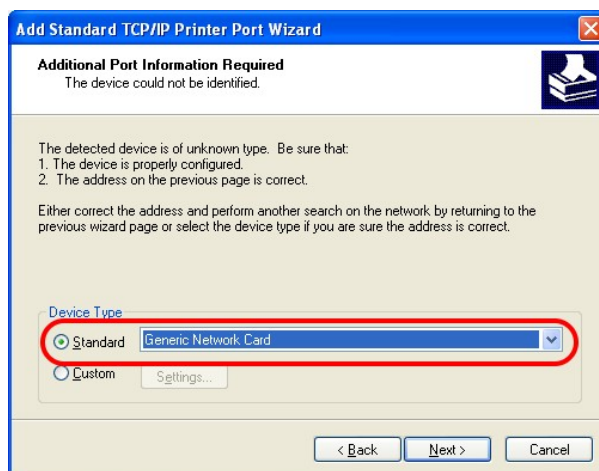 Add Standard TCP/IP Printer Port Wizard
Additional Port Information Required
The device could not be identified.
The detected device is of unknown type.  Be sure that:
1. The device is properly configured.
2.  The address on the previous page is correct.
Either correct the address and perform another search on the network by returning to the
previous wizard page or select the device type if you are sure the address is correct.
Device Type
Standard Generic Network Card
Custom Settings...
< Back Next > Cancel